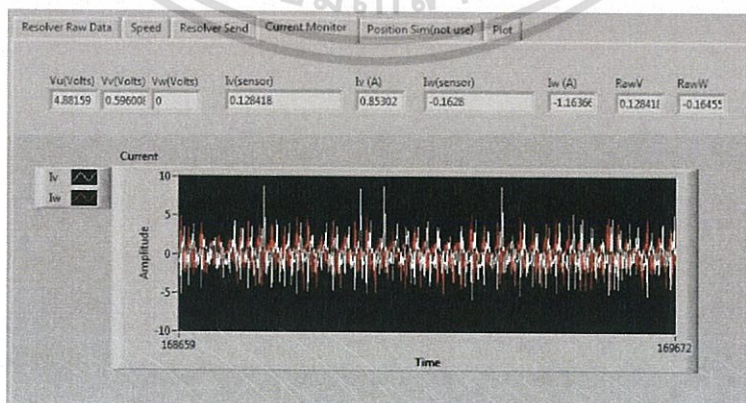 Resolver Raw Data Speed Resolver Send Current Monitor Position Sim(not use) Plot
Vu(Volts) Vv(Volts) Vw(Volts) Iv(sensor) Iv (A) Iw(sensor) Iw (A) RawV RawW
4.88159 0.596008 0 0.128418 0.85302 -0.1628 -1.16366 0.128418 -0.16455
Current
Iv
Iw
Amplitude
10
5
0
-5
-10
168659 169672
Time